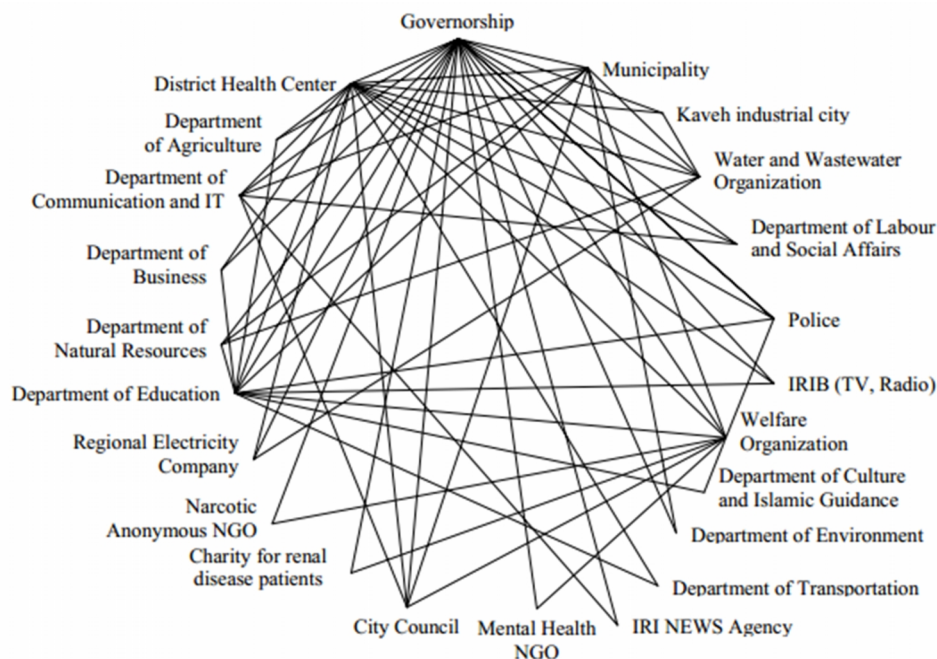 Governorship
Municipality
District Health Center
Kaveh industrial city
Department
of Agriculture
Water and Wastewater
Organization
Department of
Communication and IT
Department of Labour
and Social Affairs
Department of
Business
Police
Department of
Natural Resources
IRIB (TV, Radio)
Department of Education
Welfare
Organization
Regional Electricity
Company
Department of Culture
and Islamic Guidance
Narcotic
Anonymous NGO
Department of Environment
Charity for renal
disease patients
Department of Transportation
City Council
Mental Health
NGO
IRI NEWS Agency